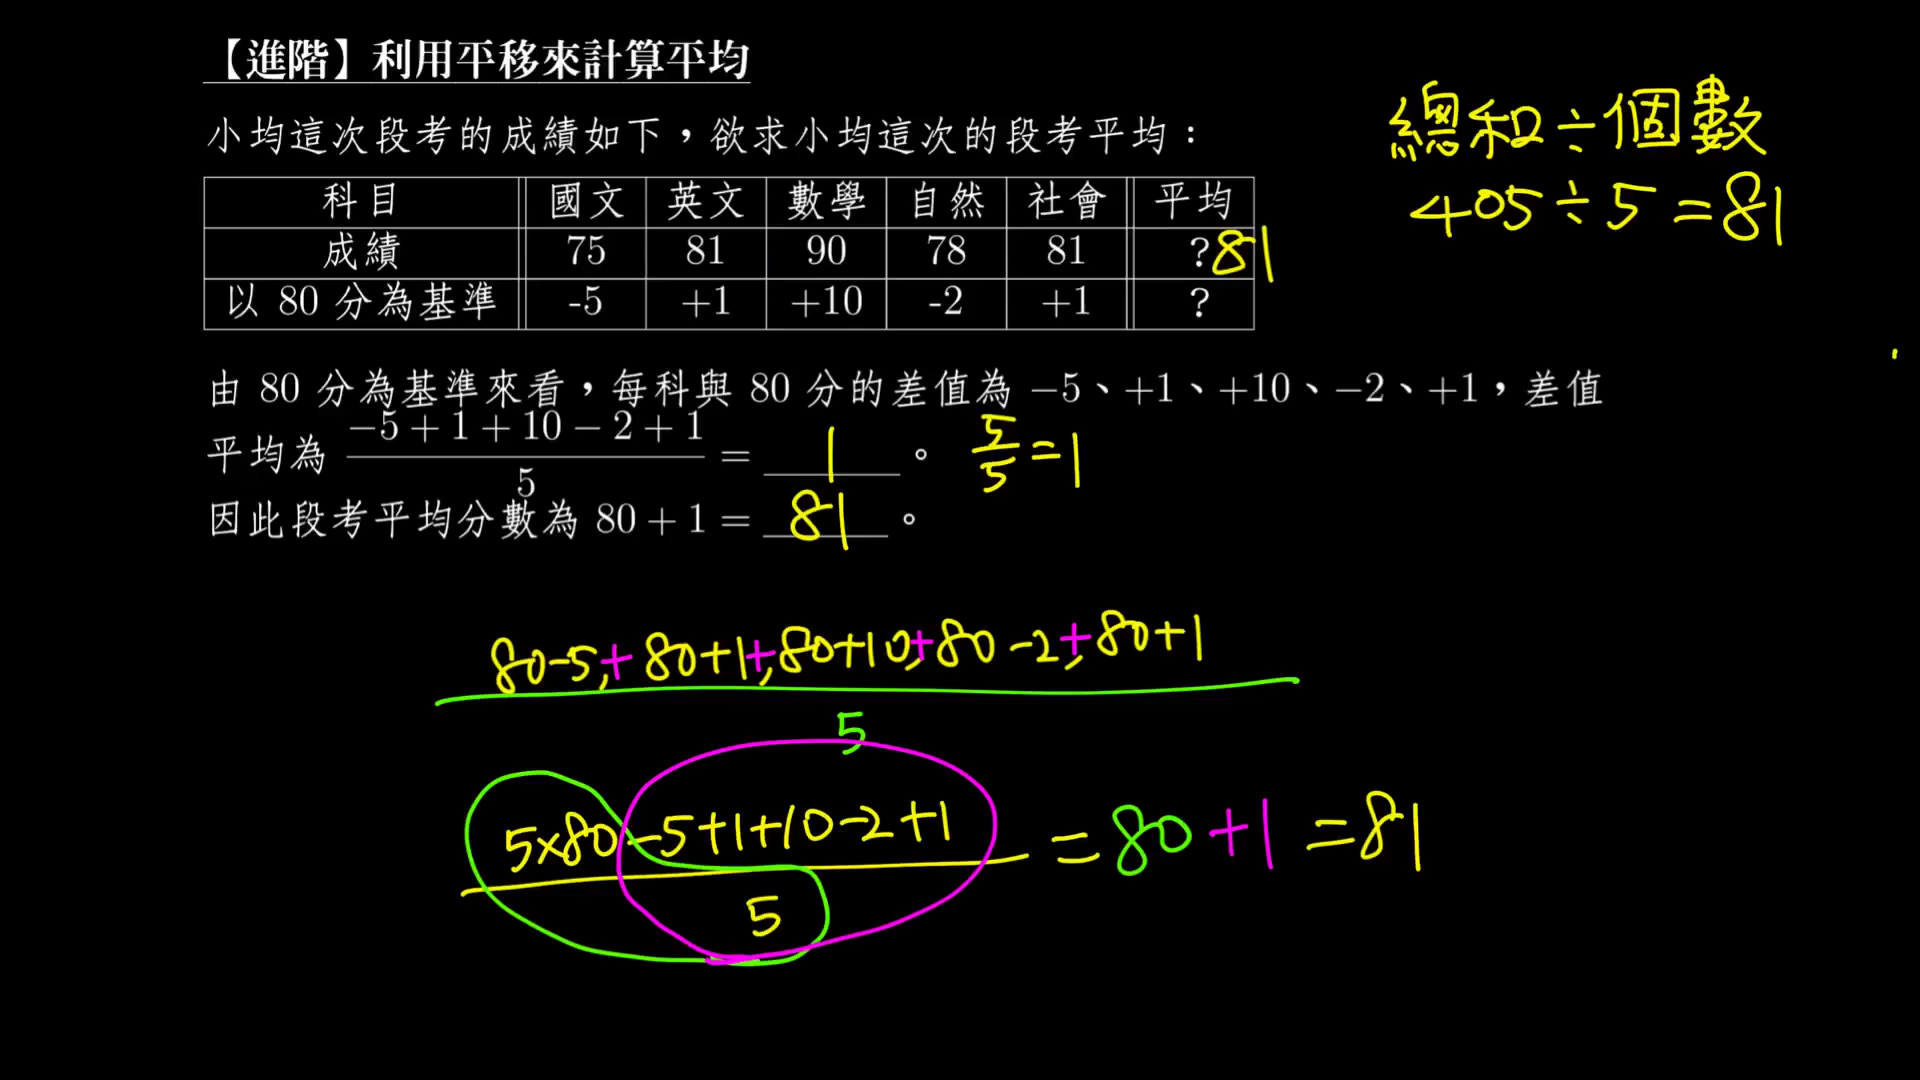 【進階】利用平移來計算平均
總和÷個數
405÷5=81
小均這次段考的成績如下，欲求小均這次的段考平均：
科目 國文 英文 數學 自然 社會 平均
成績 75 81 90 78 81 ? 81
以 80 分為基準 -5 +1 +10 -2 +1 ?
由 80 分為基準來看，每科與 80 分的差值為 −5、+1、+10、−2、+1，差值
平均為 (−5+1+10−2+1)/5 = 1 。 5/5=1
因此段考平均分數為 80+1= 81 。
80-5,+80+1+,80+10,+80-2+,80+1
5
5×80-5+1+10-2+1 =80+1=81
5